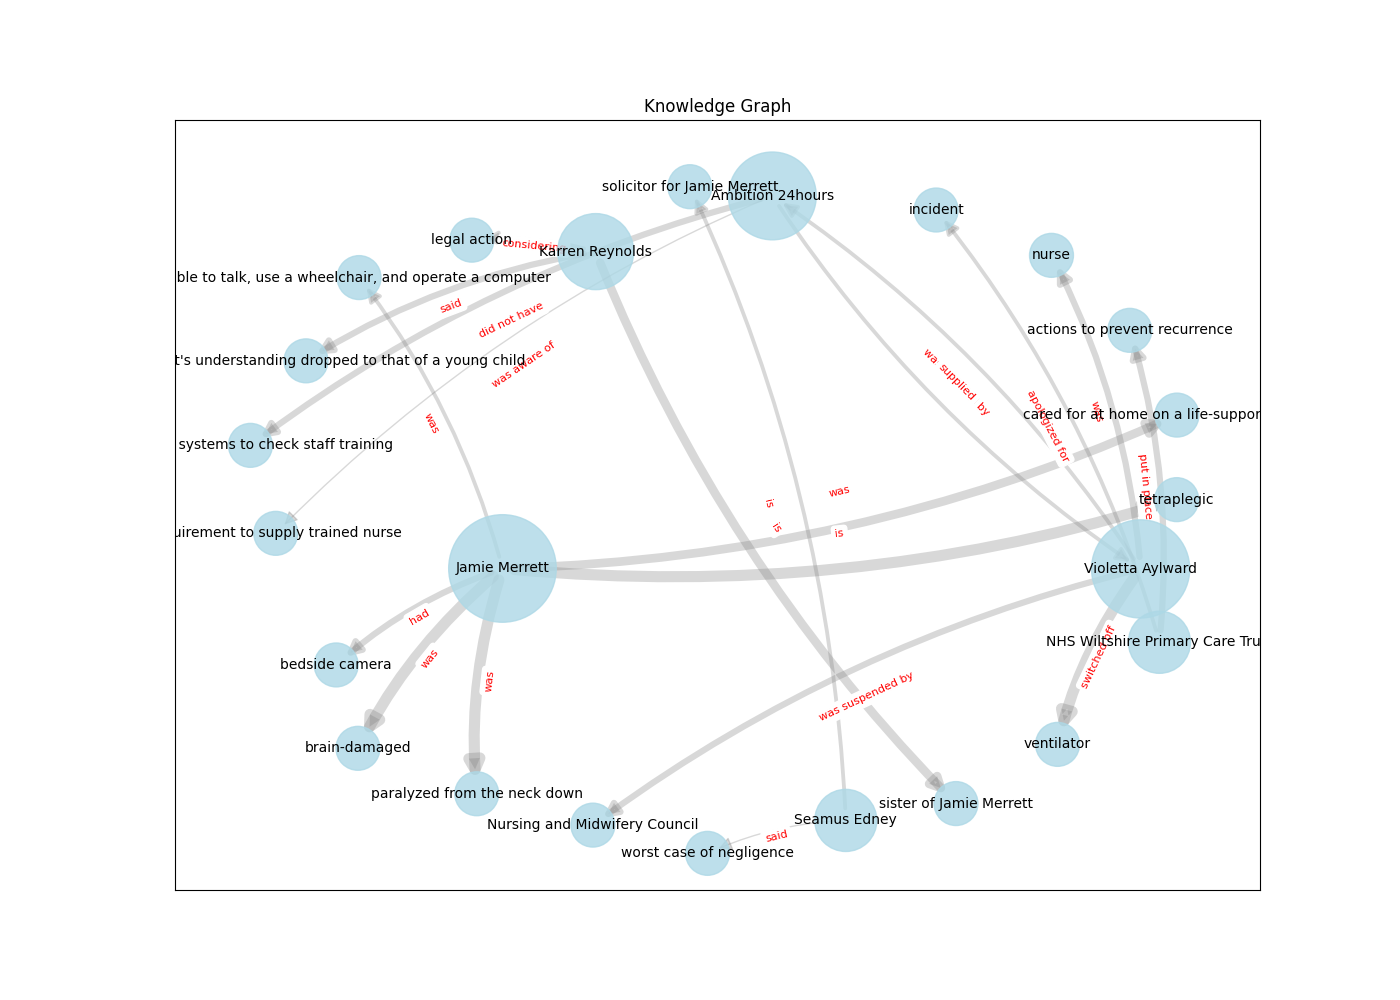 Knowledge Graph
solicitor for Jamie Merrett
Ambition 24hours
incident
legal action
considering
Karren Reynolds
nurse
ble to talk, use a wheelchair, and operate a computer
said
did not have
actions to prevent recurrence
t's understanding dropped to that of a young child
was aware of
wa supplied by
apologized for
was
cared for at home on a life-suppor
was
systems to check staff training
put in place
is
was
tetraplegic
uirement to supply trained nurse
is
is
Jamie Merrett
Violetta Aylward
had
was
was
switched off
NHS Wiltshire Primary Care Tru
bedside camera
was suspended by
brain-damaged
ventilator
paralyzed from the neck down
sister of Jamie Merrett
Nursing and Midwifery Council
Seamus Edney
said
worst case of negligence